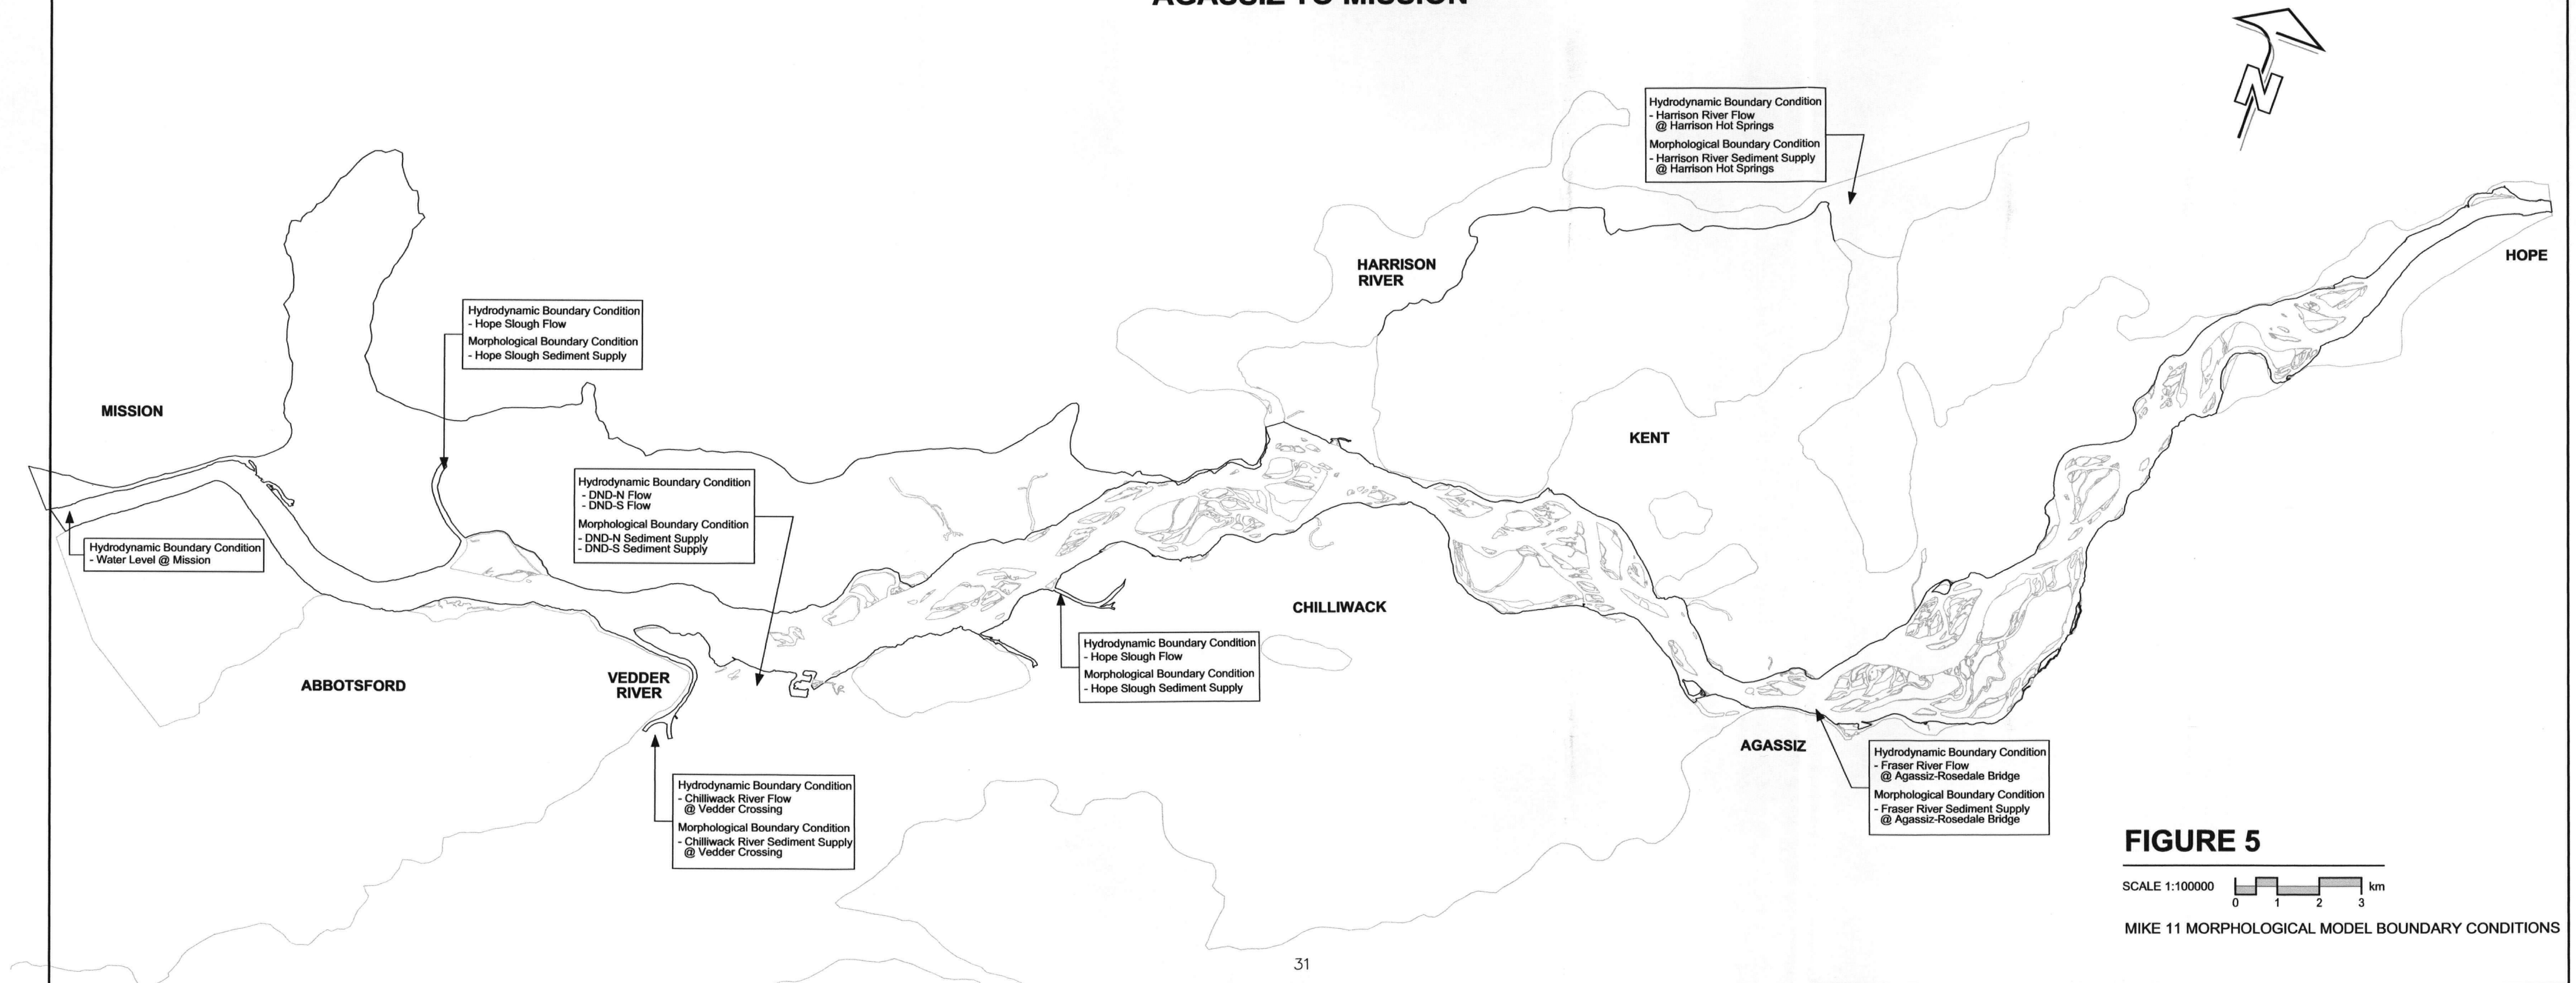 AGASSIZ TO MISSION
N
Hydrodynamic Boundary Condition
- Harrison River Flow
@ Harrison Hot Springs
Morphological Boundary Condition
- Harrison River Sediment Supply
@ Harrison Hot Springs
HOPE
HARRISON
RIVER
Hydrodynamic Boundary Condition
- Hope Slough Flow
Morphological Boundary Condition
- Hope Slough Sediment Supply
MISSION
KENT
Hydrodynamic Boundary Condition
- DND-N Flow
- DND-S Flow
Morphological Boundary Condition
- DND-N Sediment Supply
- DND-S Sediment Supply
Hydrodynamic Boundary Condition
- Water Level @ Mission
CHILLIWACK
Hydrodynamic Boundary Condition
- Hope Slough Flow
Morphological Boundary Condition
- Hope Slough Sediment Supply
ABBOTSFORD
VEDDER
RIVER
AGASSIZ
Hydrodynamic Boundary Condition
- Fraser River Flow
@ Agassiz-Rosedale Bridge
Morphological Boundary Condition
- Fraser River Sediment Supply
@ Agassiz-Rosedale Bridge
Hydrodynamic Boundary Condition
- Chilliwack River Flow
@ Vedder Crossing
Morphological Boundary Condition
- Chilliwack River Sediment Supply
@ Vedder Crossing
FIGURE 5
SCALE 1:100000 km
0 1 2 3
MIKE 11 MORPHOLOGICAL MODEL BOUNDARY CONDITIONS
31